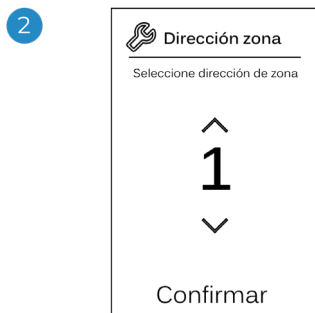 2
Dirección zona
Seleccione dirección de zona
1
Confirmar